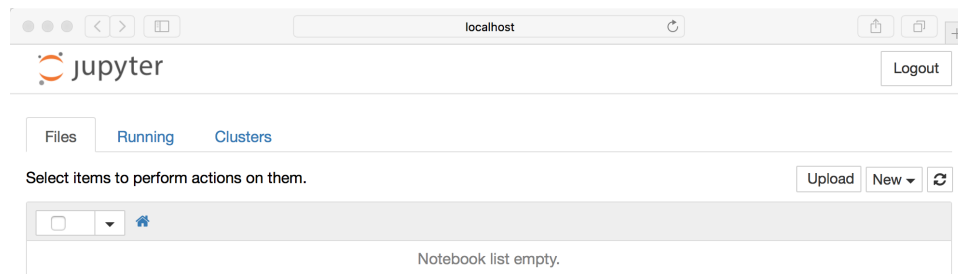 localhost
jupyter
Logout
Files Running Clusters
Select items to perform actions on them.
Upload New
Notebook list empty.